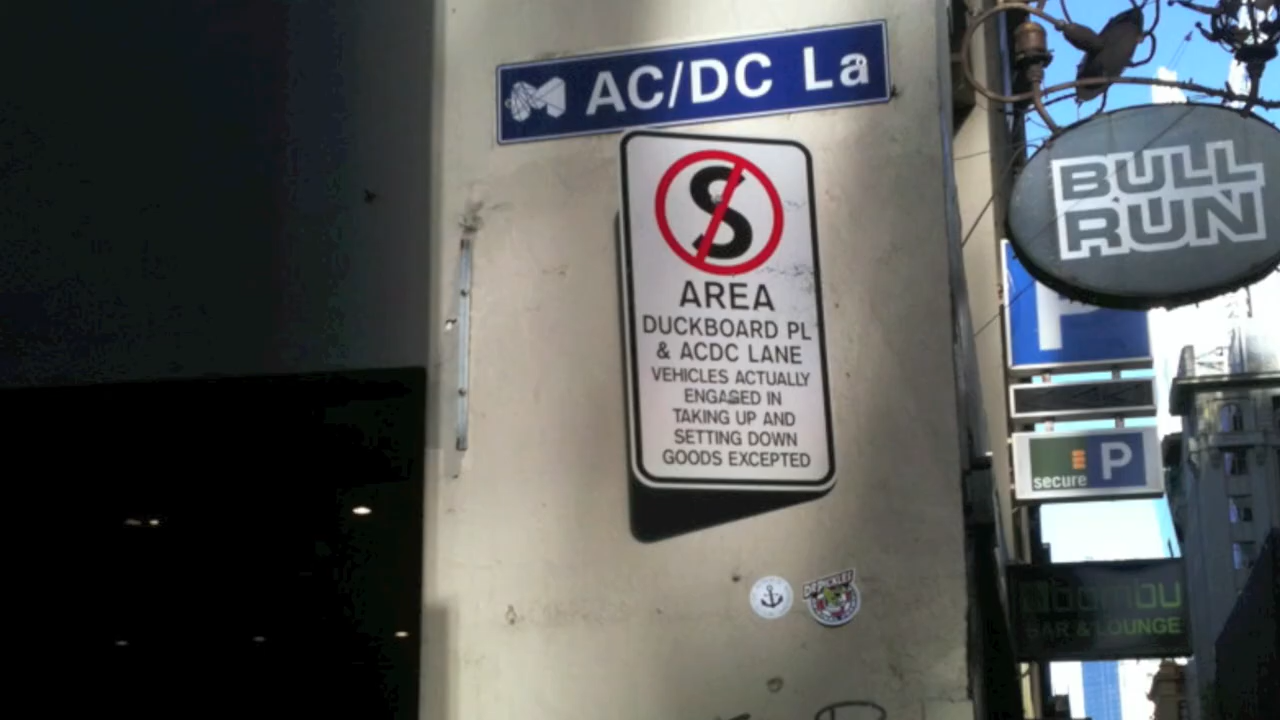 AC/DC La
S
AREA
DUCKBOARD PL
& ACDC LANE
VEHICLES ACTUALLY
ENGAGED IN
TAKING UP AND
SETTING DOWN
GOODS EXCEPTED
BULL
RUN
P
secure P
BAR & LOUNGE